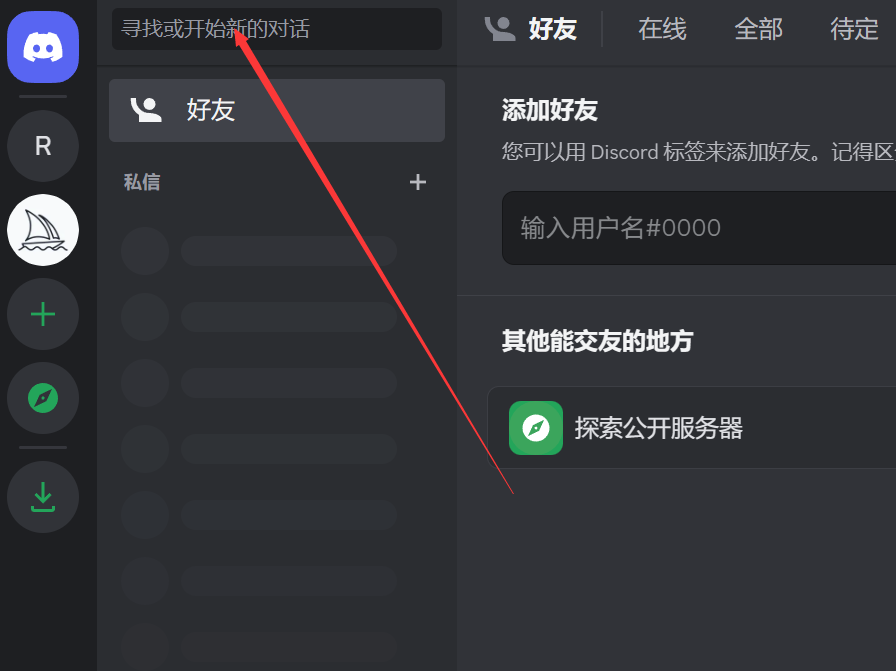 寻找或开始新的对话
好友
在线
全部
待定
R
好友
添加好友
您可以用 Discord 标签来添加好友。记得区
私信
输入用户名#0000
其他能交友的地方
探索公开服务器